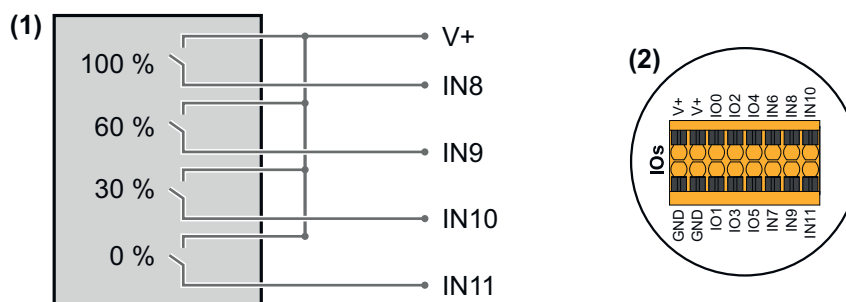 (1)
V+
100 %
IN8
60 %
IN9
30 %
IN10
0 %
IN11
(2)
V+ V+ IO0 IO2 IO4 IN6 IN8 IN10
IOs
GND GND IO1 IO3 IO5 IN7 IN9 IN11